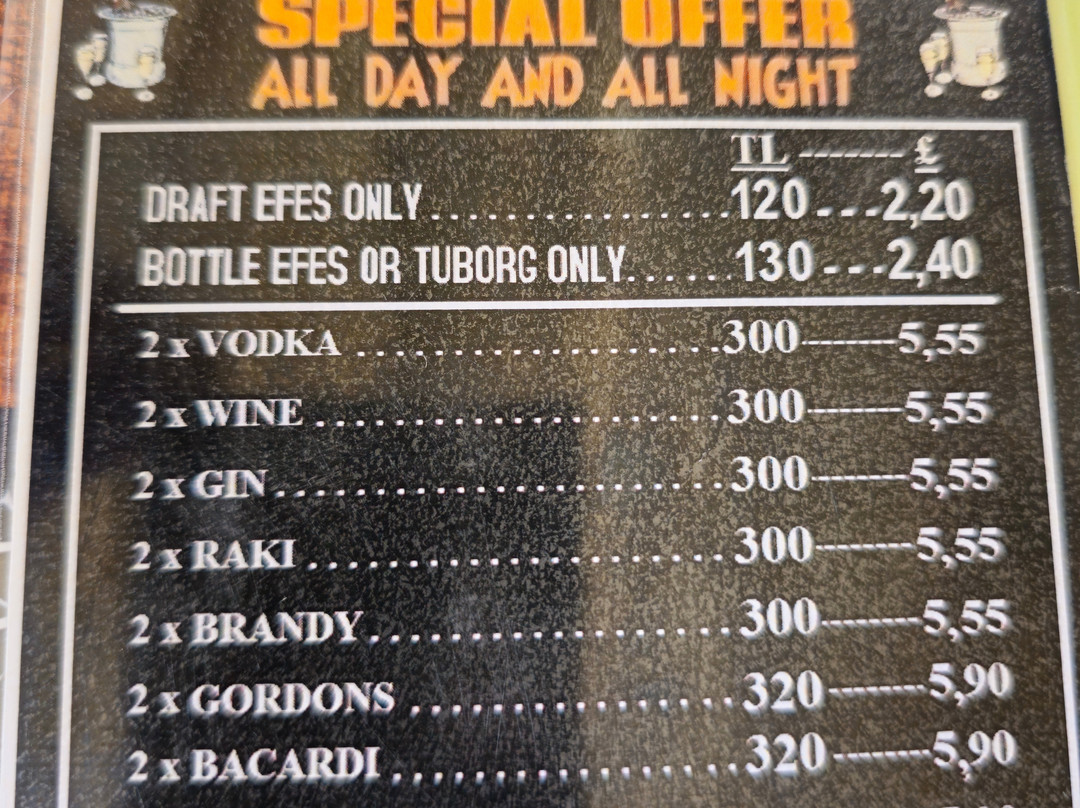 SPECIAL OFFER
ALL DAY AND ALL NIGHT
TL ------- £
DRAFT EFES ONLY................120---2,20
BOTTLE EFES OR TUBORG ONLY......130---2,40
2 x VODKA ......................300------5,55
2 x WINE ........................300------5,55
2 x GIN..........................300------5,55
2 x RAKI ........................300------5,55
2 x BRANDY.....................300------5,55
2 x GORDONS ..................320------5,90
2 x BACARDI ...................320------5,90